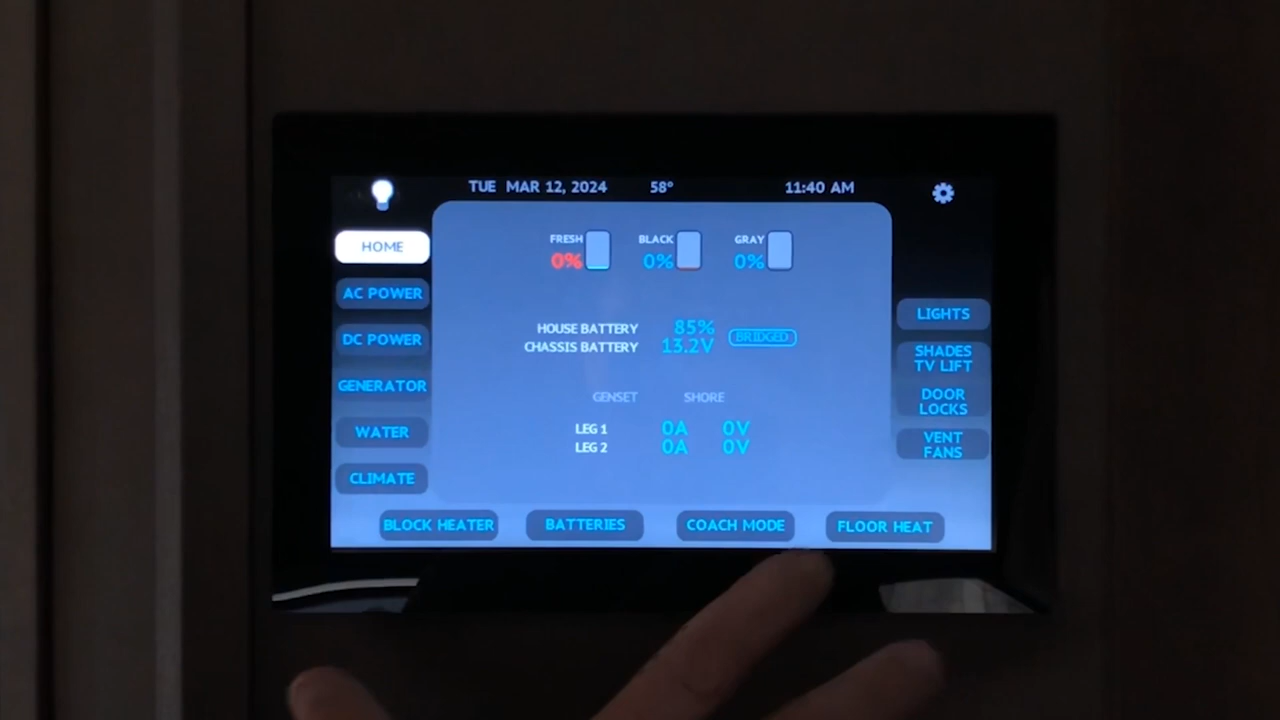 TUE MAR 12, 2024 58° 11:40 AM
HOME
AC POWER
DC POWER
GENERATOR
WATER
CLIMATE
FRESH
0%
BLACK
0%
GRAY
0%
HOUSE BATTERY 85%
CHASSIS BATTERY 13.2V
BRIDGED
GENSET SHORE
LEG 1 0A 0V
LEG 2 0A 0V
LIGHTS
SHADES
TV LIFT
DOOR
LOCKS
VENT
FANS
BLOCK HEATER
BATTERIES
COACH MODE
FLOOR HEAT